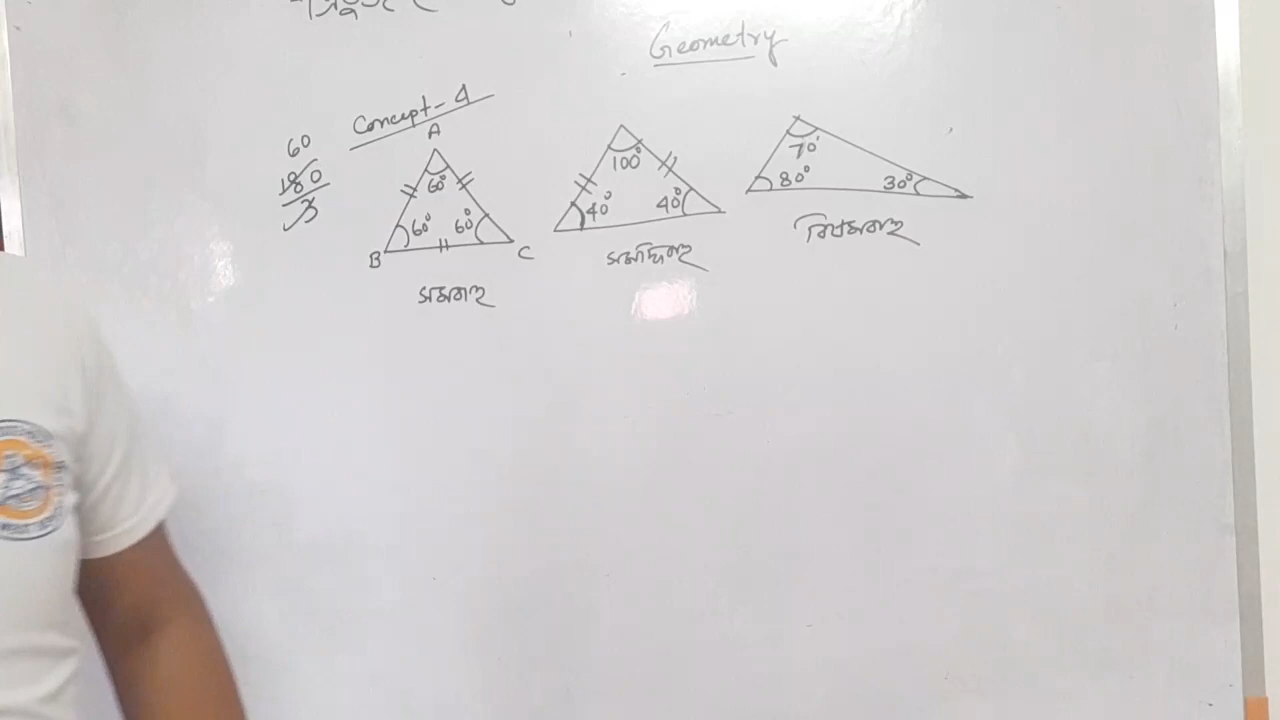 Geometry
Concept - 4
60
180
3
A
60°
60° 60°
B C
সমবাহু
100°
40° 40°
সমদ্বিবাহু
70°
80° 30°
বিষমবাহু